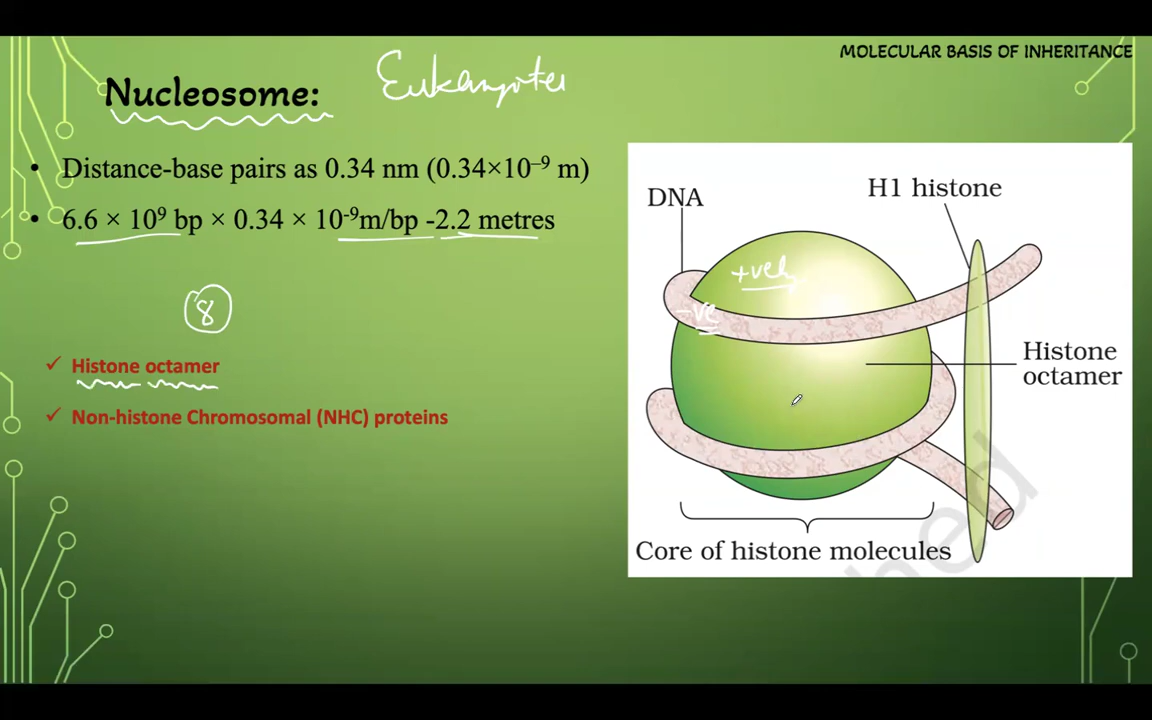 MOLECULAR BASIS OF INHERITANCE
Nucleosome:
Eukaryotes
• Distance-base pairs as 0.34 nm (0.34×10⁻⁹ m)
• 6.6 × 10⁹ bp × 0.34 × 10⁻⁹m/bp -2.2 metres
8
✓ Histone octamer
✓ Non-histone Chromosomal (NHC) proteins
DNA
H1 histone
+veh
-ve
Histone
octamer
Core of histone molecules
hed